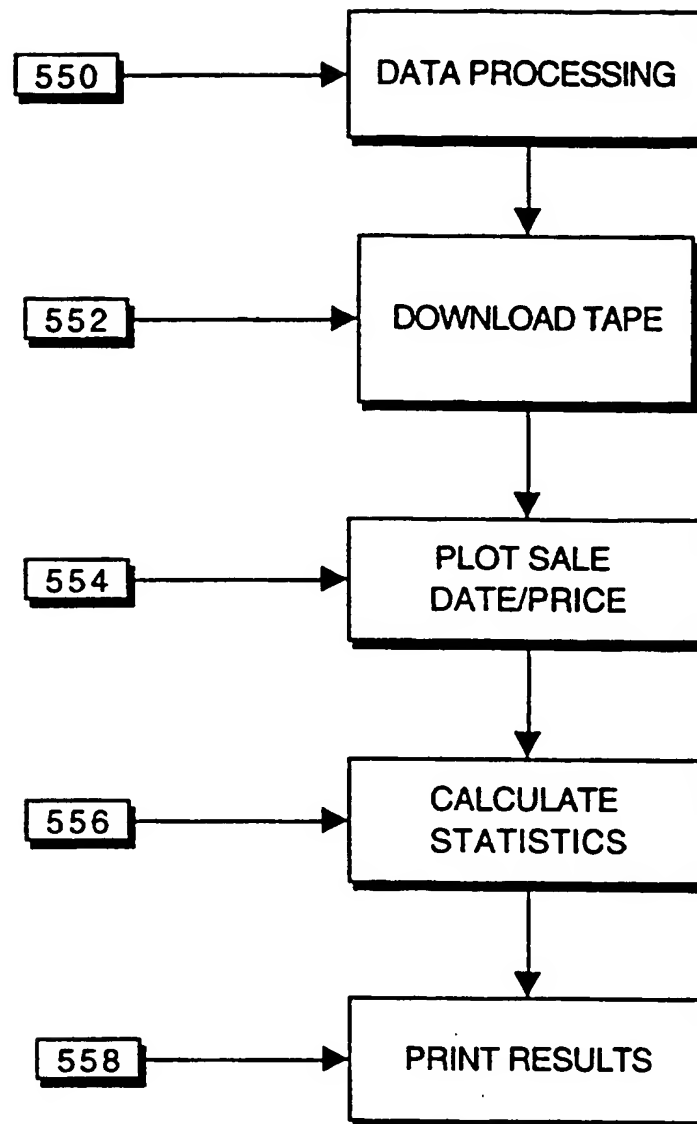 550
DATA PROCESSING
552
DOWNLOAD TAPE
554
PLOT SALE
DATE/PRICE
556
CALCULATE
STATISTICS
558
PRINT RESULTS